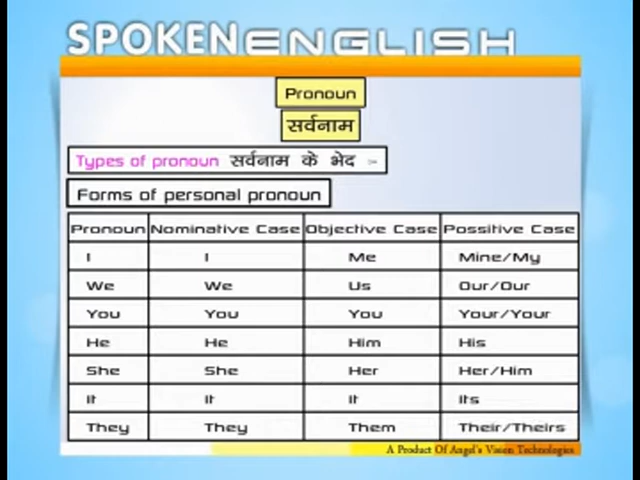 SPOKEN ENGLISH
Pronoun
सर्वनाम
Types of pronoun सर्वनाम के भेद :-
Forms of personal pronoun
Pronoun Nominative Case Objective Case Possitive Case
I I Me Mine/My
We We Us Our/Our
You You You Your/Your
He He Him His
She She Her Her/Him
It It It Its
They They Them Their/Theirs
A Product Of Angel's Vision Technologies